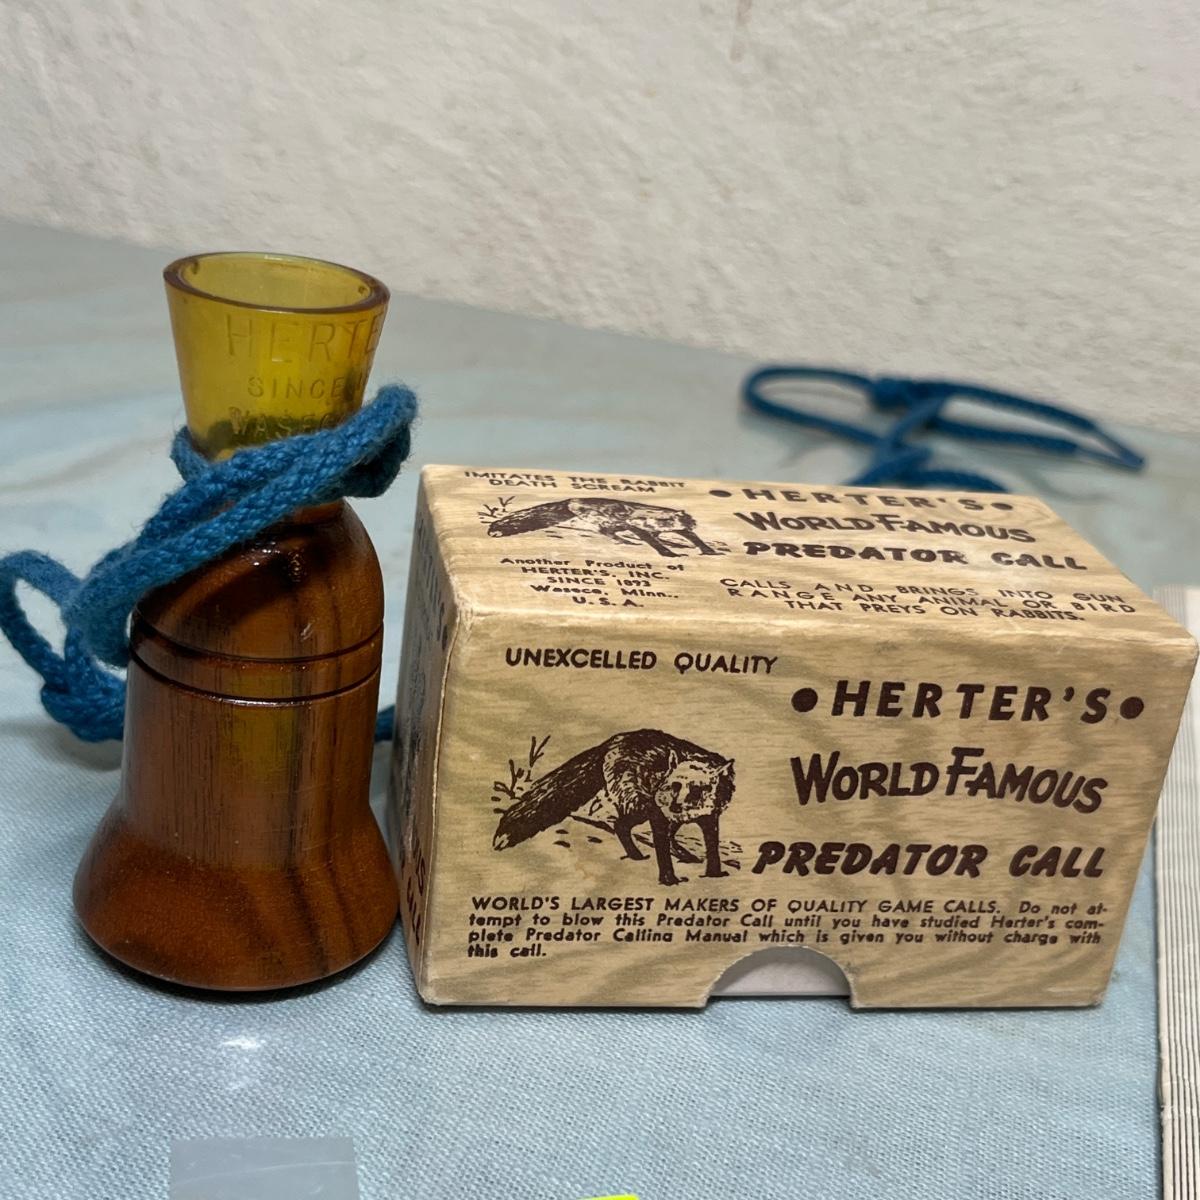 HERTE
SINCE
WASEC
IMITATES THE RABBIT
DEATH SCREAM
Another Product of
HERTER'S, INC.
SINCE 1893
Waseca, Minn.,
U. S. A.
•HERTER'S•
WORLD FAMOUS
PREDATOR CALL
CALLS AND BRINGS INTO GUN
RANGE ANY ANIMAL OR BIRD
THAT PREYS ON RABBITS.
UNEXCELLED QUALITY
•HERTER'S•
WORLD FAMOUS
PREDATOR CALL
WORLD'S LARGEST MAKERS OF QUALITY GAME CALLS. Do not at-
tempt to blow this Predator Call until you have studied Herter's com-
plete Predator Calling Manual which is given you without charge with
this call.